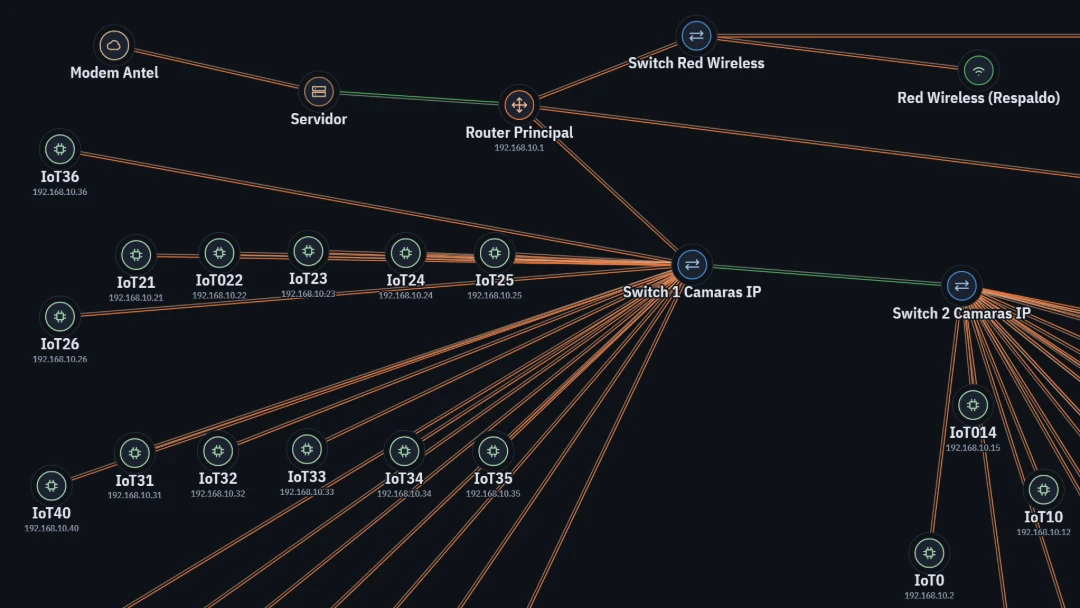 Modem Antel
Servidor
Router Principal
192.168.10.1
Switch Red Wireless
Red Wireless (Respaldo)
IoT36
192.168.10.36
IoT21
192.168.10.21
IoT022
192.168.10.22
IoT23
192.168.10.23
IoT24
192.168.10.24
IoT25
192.168.10.25
Switch 1 Camaras IP
Switch 2 Camaras IP
IoT26
192.168.10.26
IoT014
192.168.10.15
IoT31
192.168.10.31
IoT32
192.168.10.32
IoT33
192.168.10.33
IoT34
192.168.10.34
IoT35
192.168.10.35
IoT40
192.168.10.40
IoT10
192.168.10.12
IoT0
192.168.10.2